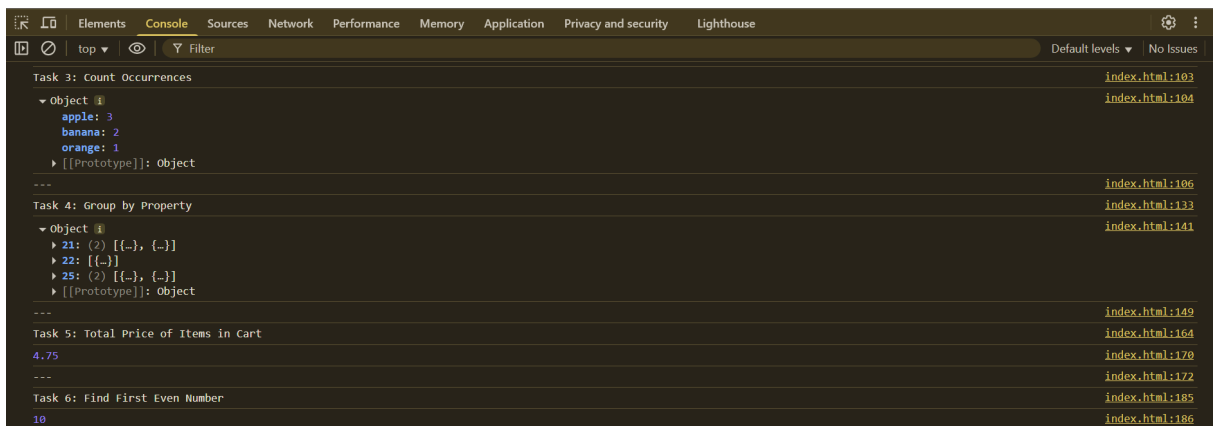 Elements Console Sources Network Performance Memory Application Privacy and security Lighthouse
top Filter Default levels No Issues
Task 3: Count Occurrences index.html:103
Object i index.html:104
apple: 3
banana: 2
orange: 1
[[Prototype]]: Object
--- index.html:106
Task 4: Group by Property index.html:133
Object i index.html:141
21: (2) [{…}, {…}]
22: [{…}]
25: (2) [{…}, {…}]
[[Prototype]]: Object
--- index.html:149
Task 5: Total Price of Items in Cart index.html:164
4.75 index.html:170
--- index.html:172
Task 6: Find First Even Number index.html:185
10 index.html:186